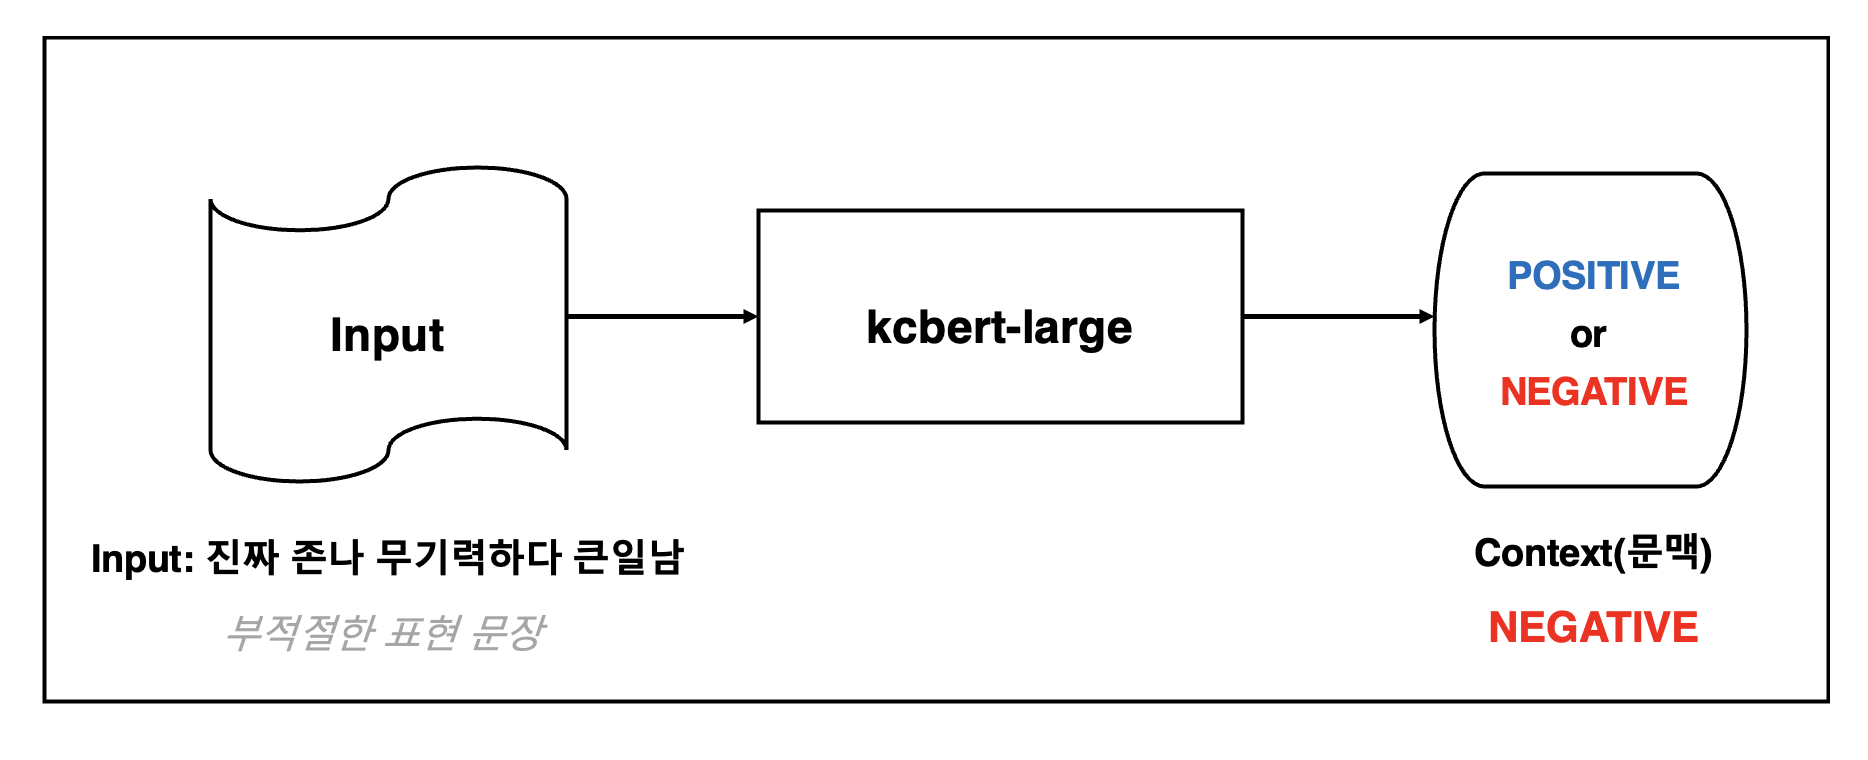 Input
kcbert-large
POSITIVE
or
NEGATIVE
Input: 진짜 존나 무기력하다 큰일남
부적절한 표현 문장
Context(문맥)
NEGATIVE